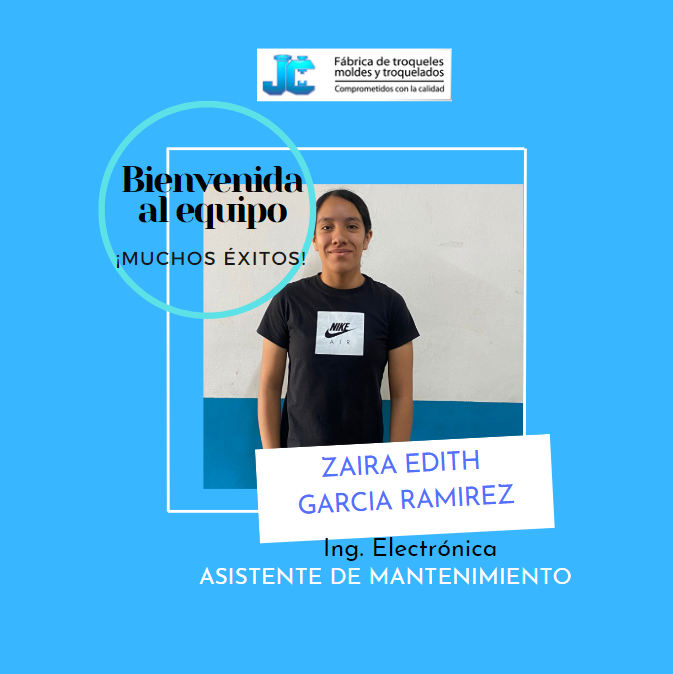 JC
Fábrica de troqueles
moldes y troquelados
Comprometidos con la calidad
Bienvenida
al equipo
¡MUCHOS ÉXITOS!
NIKE
AIR
ZAIRA EDITH
GARCIA RAMIREZ
Ing. Electrónica
ASISTENTE DE MANTENIMIENTO